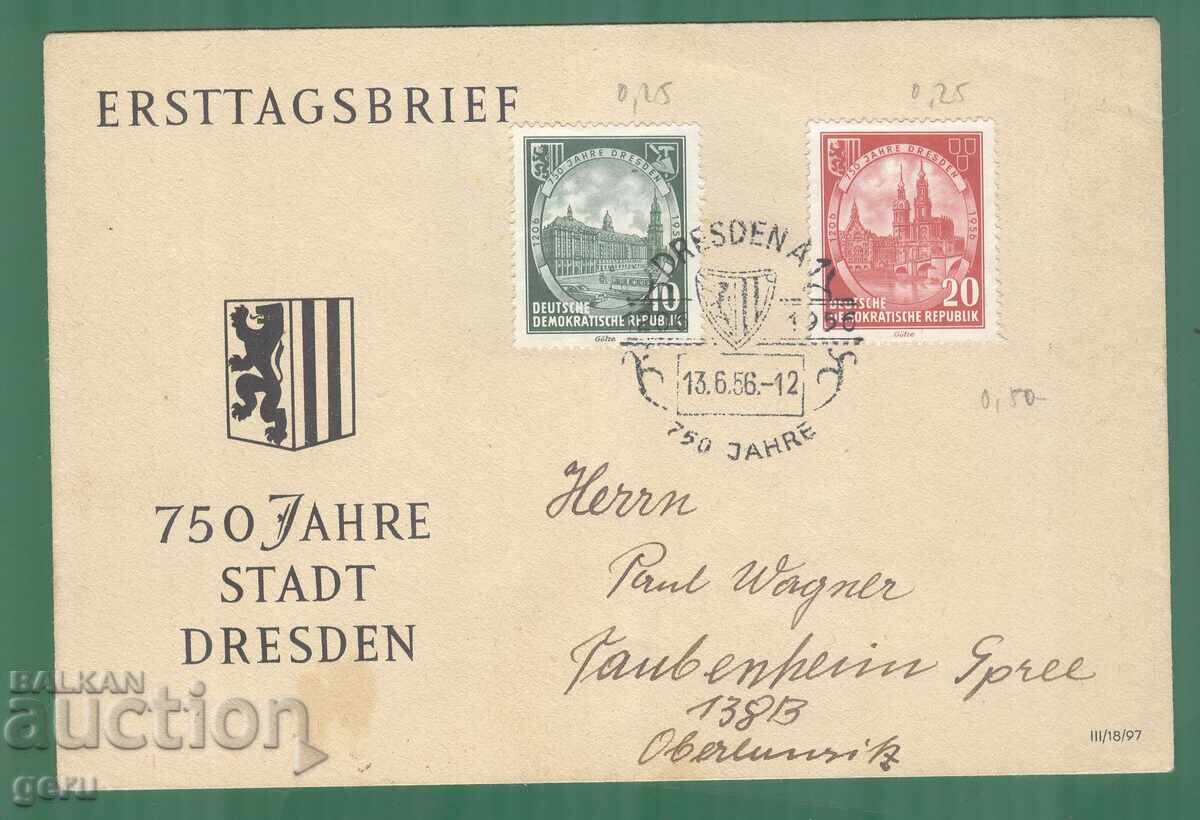 ERSTTAGSBRIEF
0,25
0,25
750 JAHRE DRESDEN
1206
1956
10
DEUTSCHE
DEMOKRATISCHE REPUBLIK
750 JAHRE DRESDEN
1206
1956
20
DEUTSCHE
DEMOKRATISCHE REPUBLIK
DRESDEN A
1956
13.6.56.-12
750 JAHRE
0,50
750 JAHRE
STADT
DRESDEN
Herrn
Paul Wagner
Taubenheim Spree
138B
III/18/97
BALKAN
auction
geru